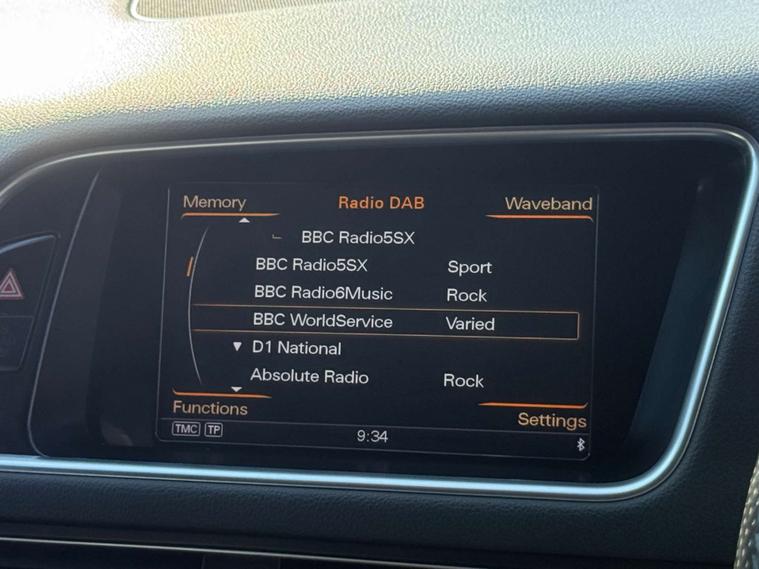 Memory Radio DAB Waveband
BBC Radio5SX
BBC Radio5SX Sport
BBC Radio6Music Rock
BBC WorldService Varied
D1 National
Absolute Radio Rock
Functions Settings
TMC TP 9:34